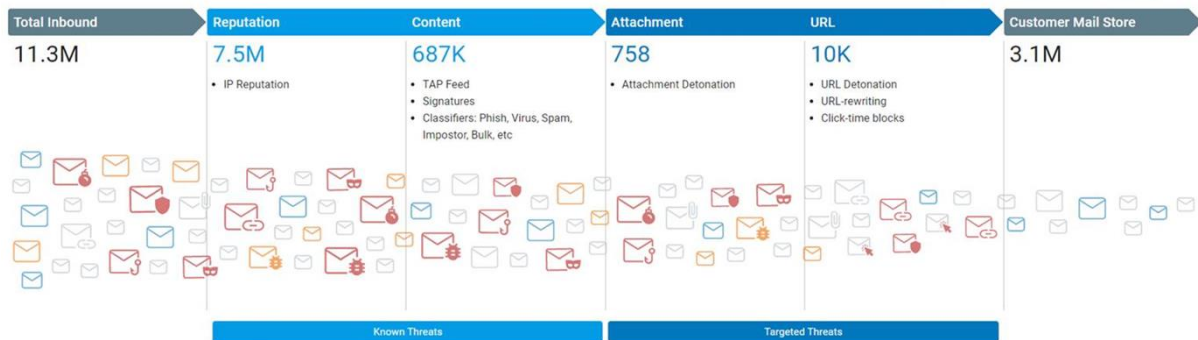 Total Inbound
11.3M
Reputation
7.5M
• IP Reputation
Content
687K
• TAP Feed
• Signatures
• Classifiers: Phish, Virus, Spam,
Impostor, Bulk, etc
Attachment
758
• Attachment Detonation
URL
10K
• URL Detonation
• URL-rewriting
• Click-time blocks
Customer Mail Store
3.1M
Known Threats
Targeted Threats